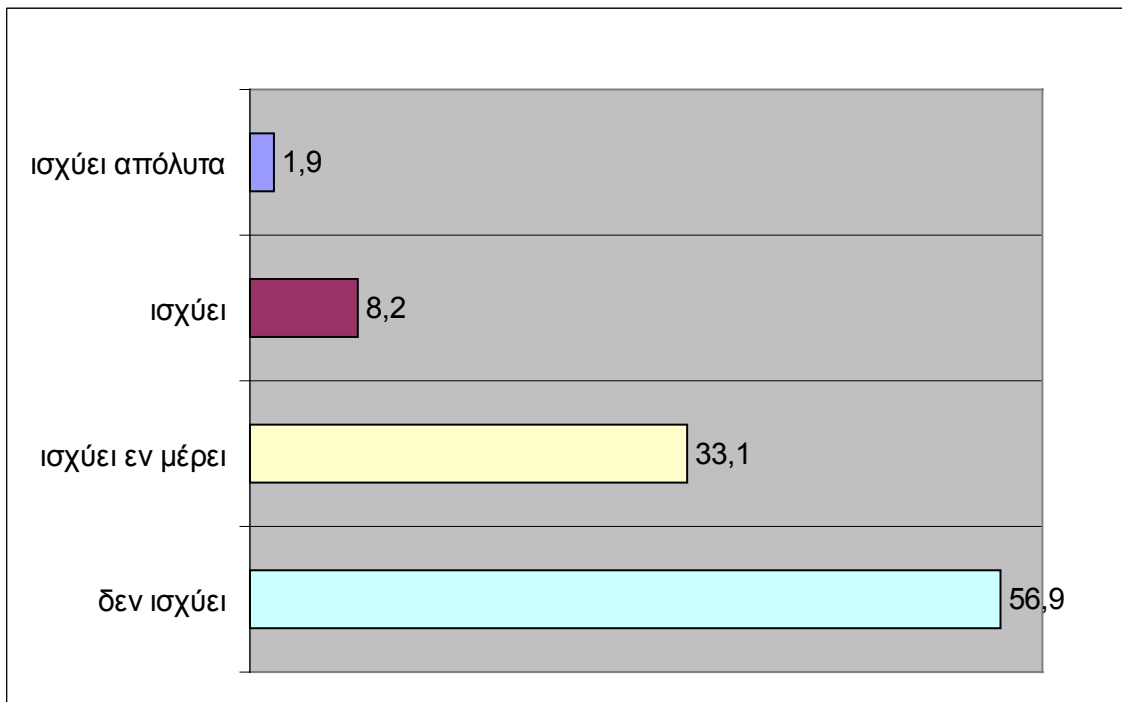 ισχύει απόλυτα 1,9
ισχύει 8,2
ισχύει εν μέρει 33,1
δεν ισχύει 56,9